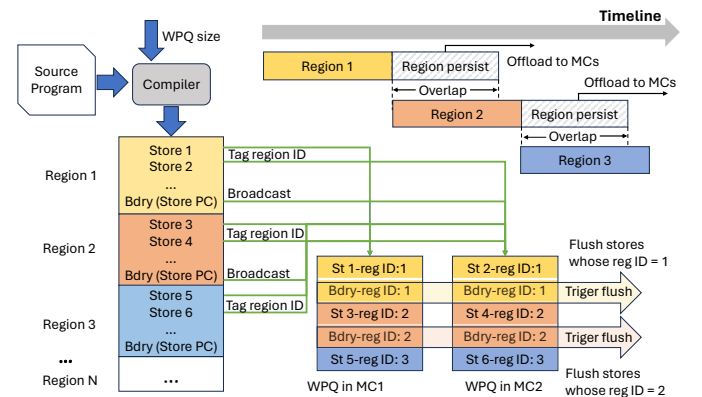 Timeline
WPQ size
Source
Program
Compiler
Region 1
Region persist
Offload to MCs
Overlap
Region 2
Region persist
Offload to MCs
Overlap
Region 3
Region 1
Store 1
Store 2
...
Bdry (Store PC)
Tag region ID
Broadcast
Region 2
Store 3
Store 4
...
Bdry (Store PC)
Tag region ID
Broadcast
Region 3
Store 5
Store 6
...
Bdry (Store PC)
Tag region ID
...
Region N
...
St 1-reg ID:1
Bdry-reg ID: 1
St 3-reg ID: 2
Bdry-reg ID: 2
St 5-reg ID: 3
WPQ in MC1
St 2-reg ID:1
Bdry-reg ID: 1
St 4-reg ID: 2
Bdry-reg ID: 2
St 6-reg ID: 3
WPQ in MC2
Flush stores
whose reg ID = 1
Triger flush
Triger flush
Flush stores
whose reg ID = 2